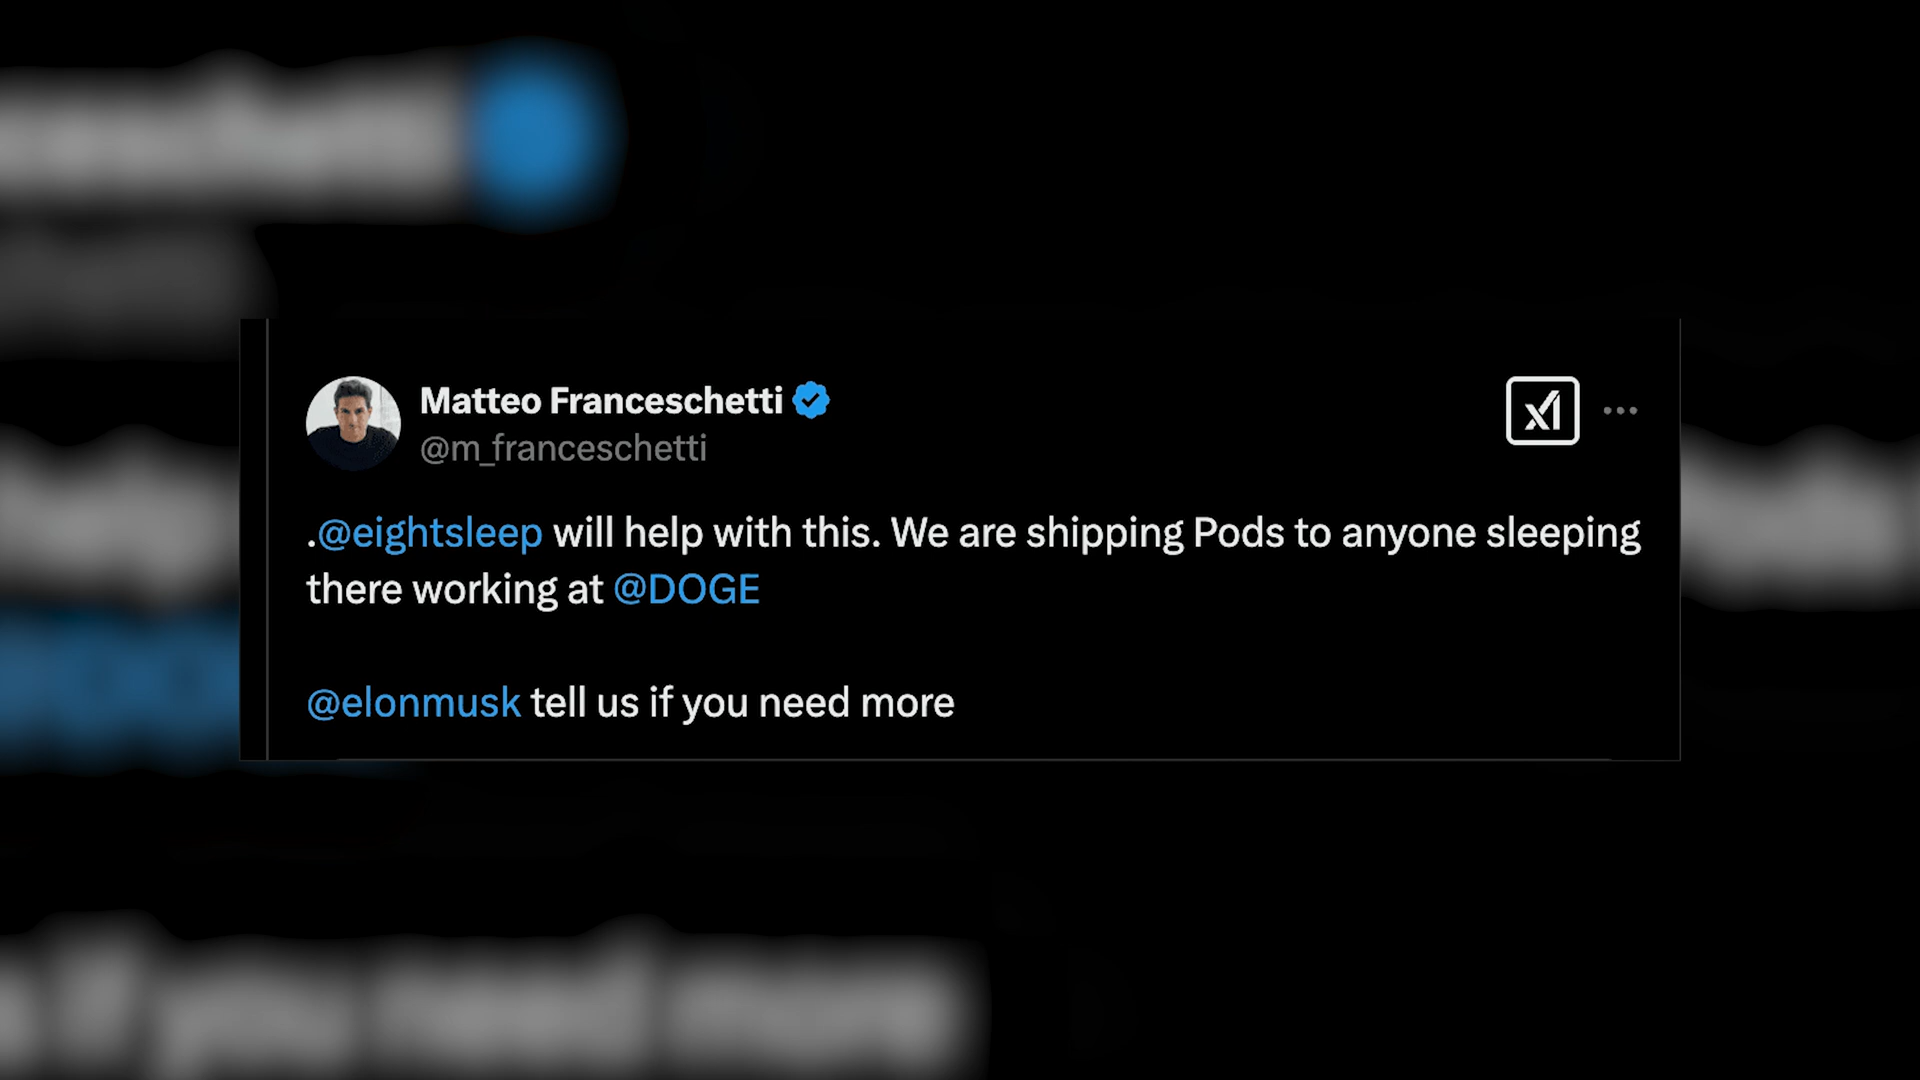 Matteo Franceschetti
@m_franceschetti
.@eightsleep will help with this. We are shipping Pods to anyone sleeping
there working at @DOGE
@elonmusk tell us if you need more